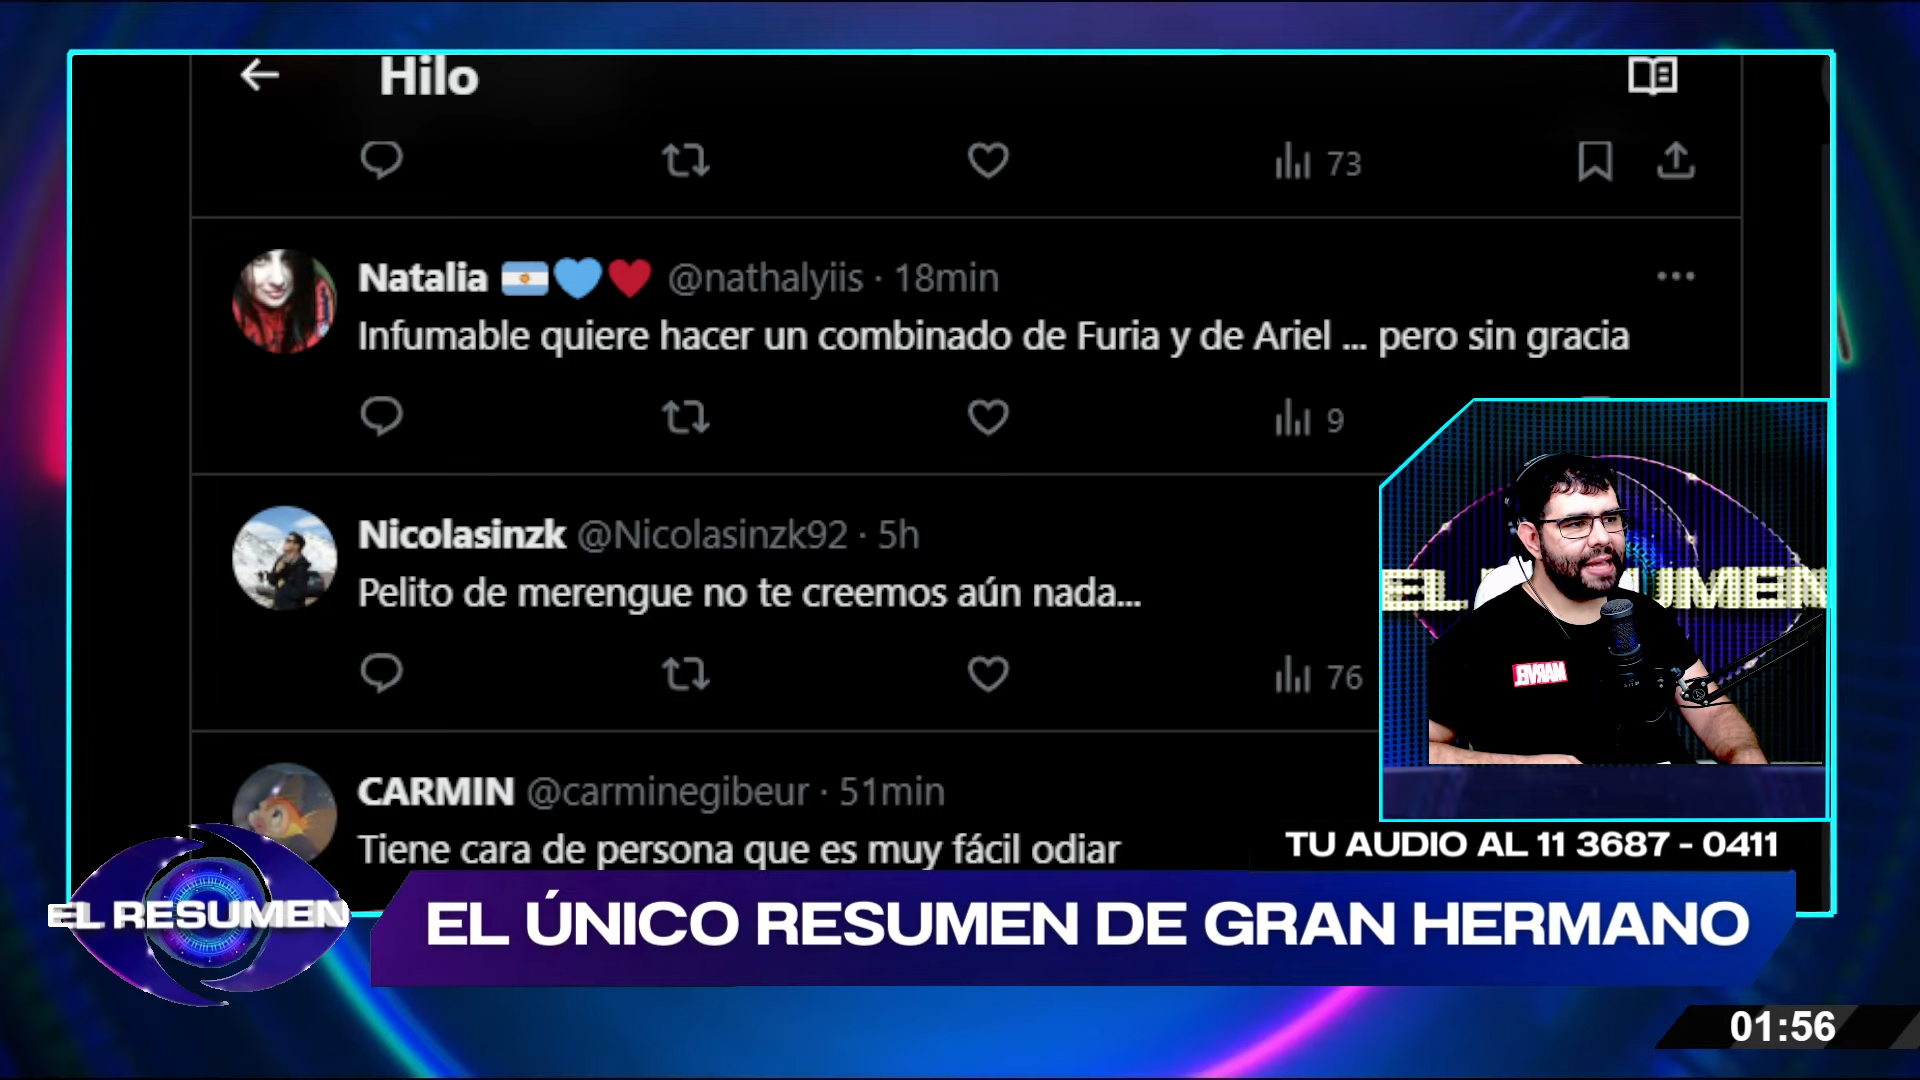 Hilo
73
Natalia 🇦🇷🩵❤️ @nathalyiis · 18min
Infumable quiere hacer un combinado de Furia y de Ariel ... pero sin gracia
9
Nicolasinzk @Nicolasinzk92 · 5h
Pelito de merengue no te creemos aún nada...
76
CARMIN @carminegibeur · 51min
Tiene cara de persona que es muy fácil odiar
TU AUDIO AL 11 3687 - 0411
EL RESUMEN
EL ÚNICO RESUMEN DE GRAN HERMANO
01:56